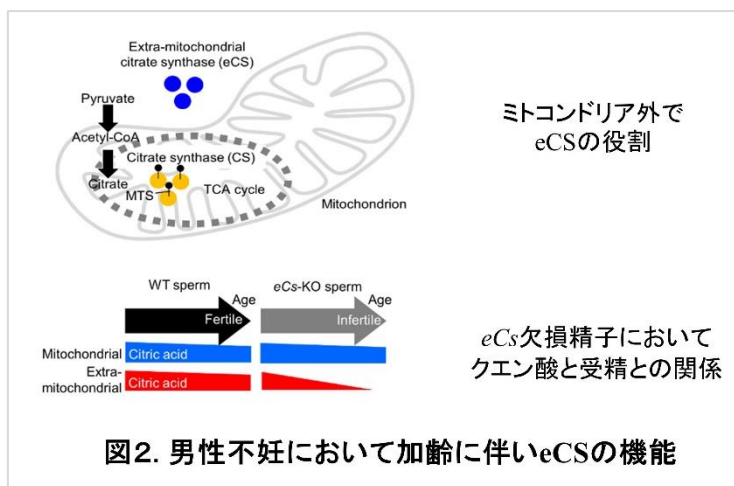 Extra-mitochondrial
citrate synthase (eCS)
Pyruvate
Acetyl-CoA
Citrate synthase (CS)
Citrate
MTS
TCA cycle
Mitochondrion
ミトコンドリア外で
eCSの役割
WT sperm
Age
Fertile
eCs-KO sperm
Age
Infertile
Mitochondrial
Citric acid
Extra-
mitochondrial
Citric acid
eCs欠損精子において
クエン酸と受精との関係
図2. 男性不妊において加齢に伴いeCSの機能